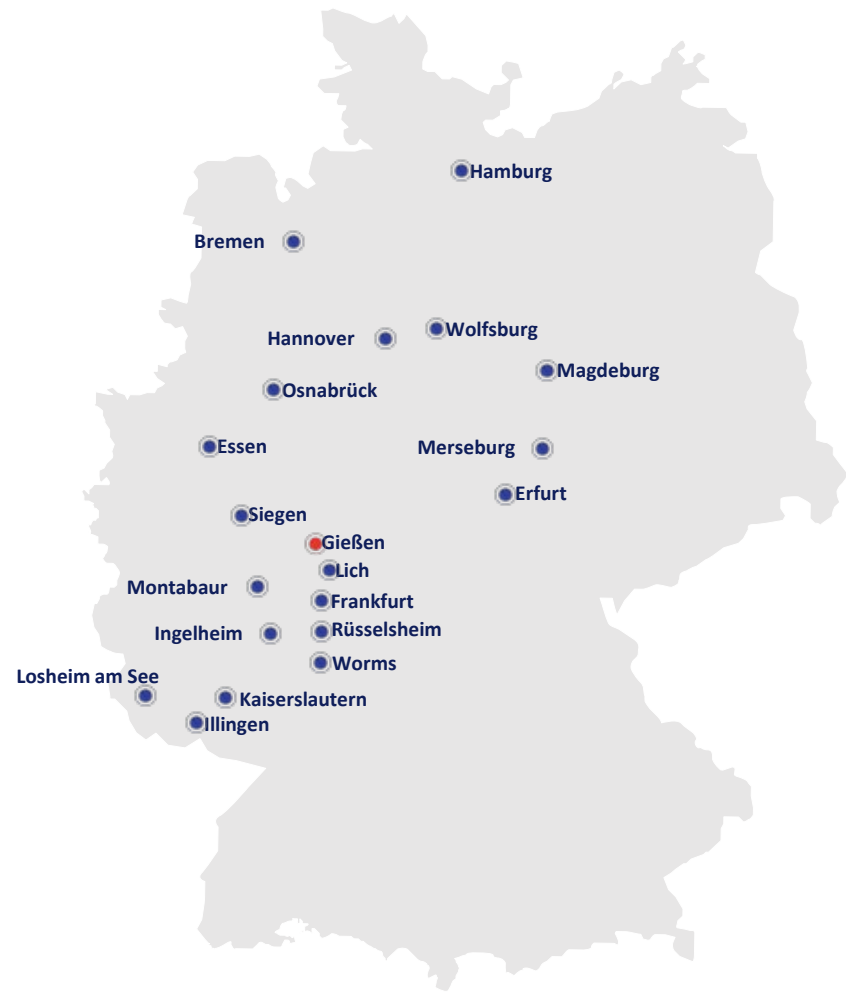 Hamburg
Bremen
Wolfsburg
Hannover
Magdeburg
Osnabrück
Essen
Merseburg
Erfurt
Siegen
Gießen
Lich
Montabaur
Frankfurt
Rüsselsheim
Ingelheim
Worms
Losheim am See
Kaiserslautern
Illingen